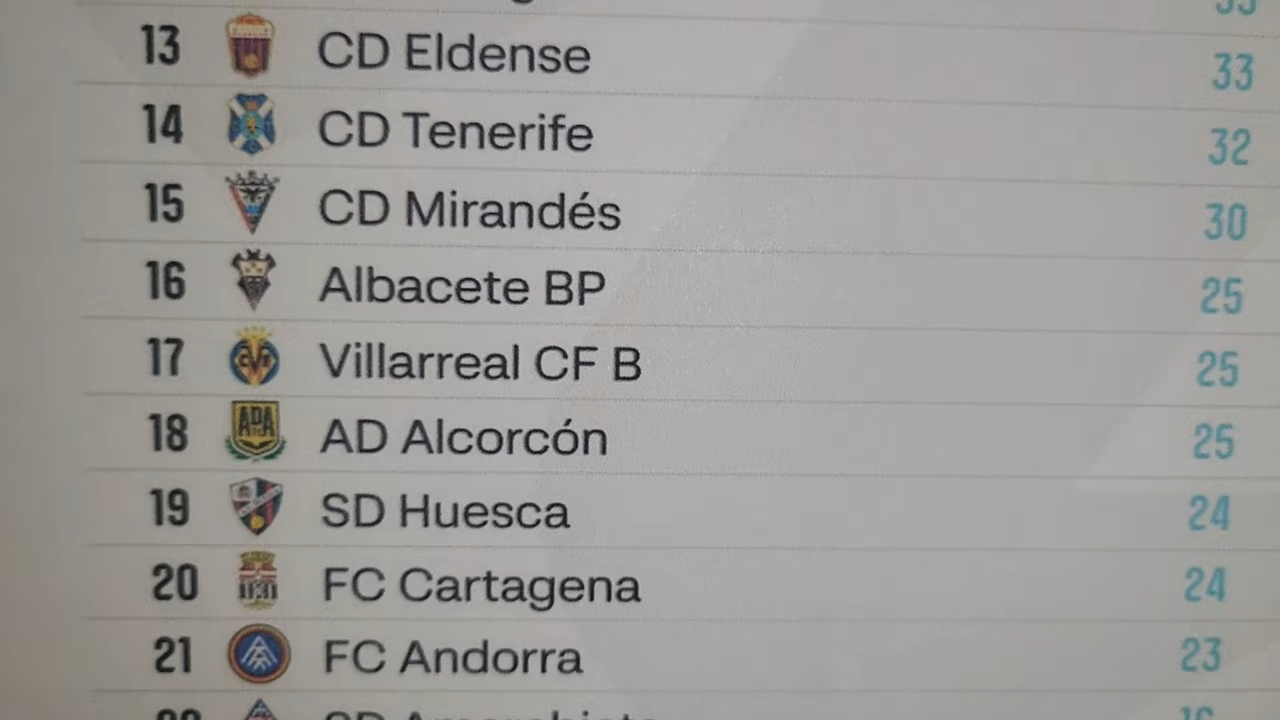 13 CD Eldense 33
14 CD Tenerife 32
15 CD Mirandés 30
16 Albacete BP 25
17 Villarreal CF B 25
18 ADA AD Alcorcón 25
19 SD Huesca 24
20 FC Cartagena 24
21 FC Andorra 23